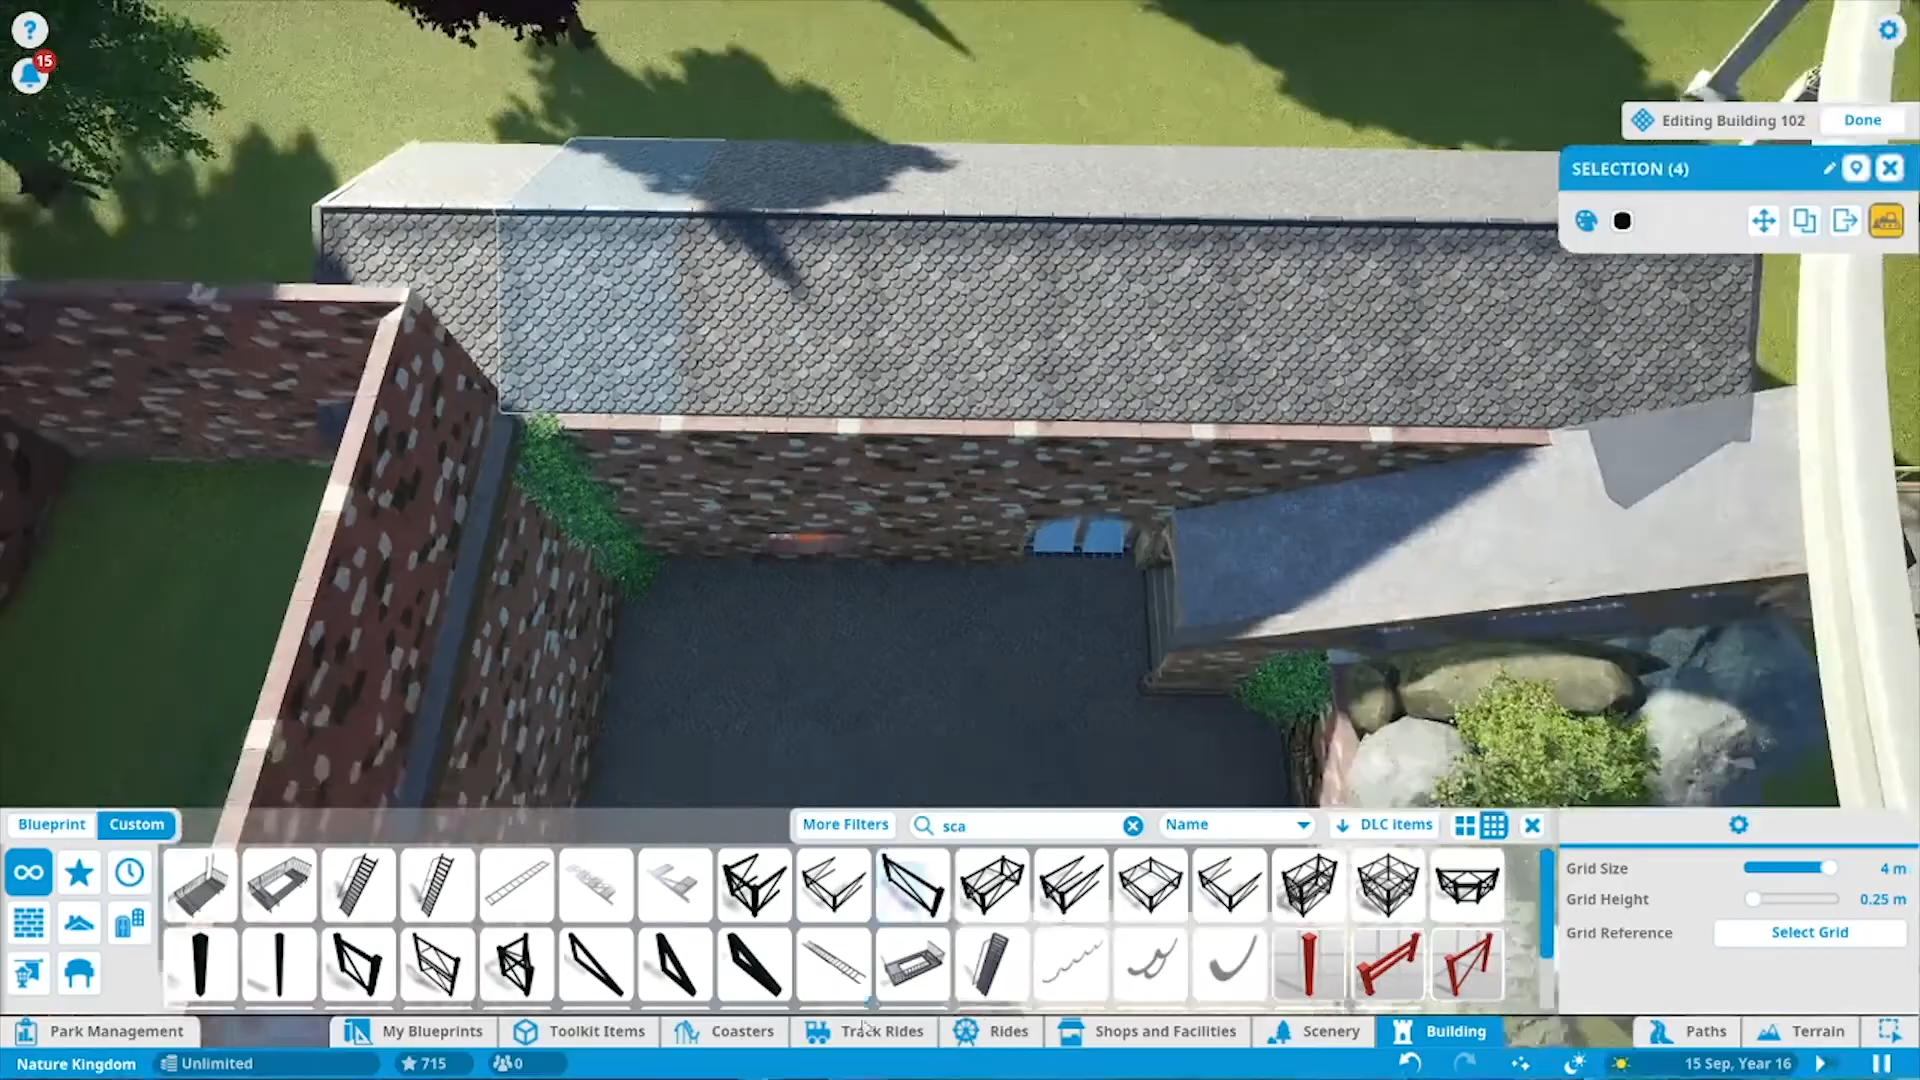 ?
15
Editing Building 102 Done
SELECTION (4)
Blueprint Custom More Filters sca Name DLC items
Grid Size 4 m
Grid Height 0.25 m
Grid Reference Select Grid
Park Management My Blueprints Toolkit Items Coasters Track Rides Rides Shops and Facilities Scenery Building Paths Terrain
Nature Kingdom Unlimited 715 0 15 Sep, Year 16